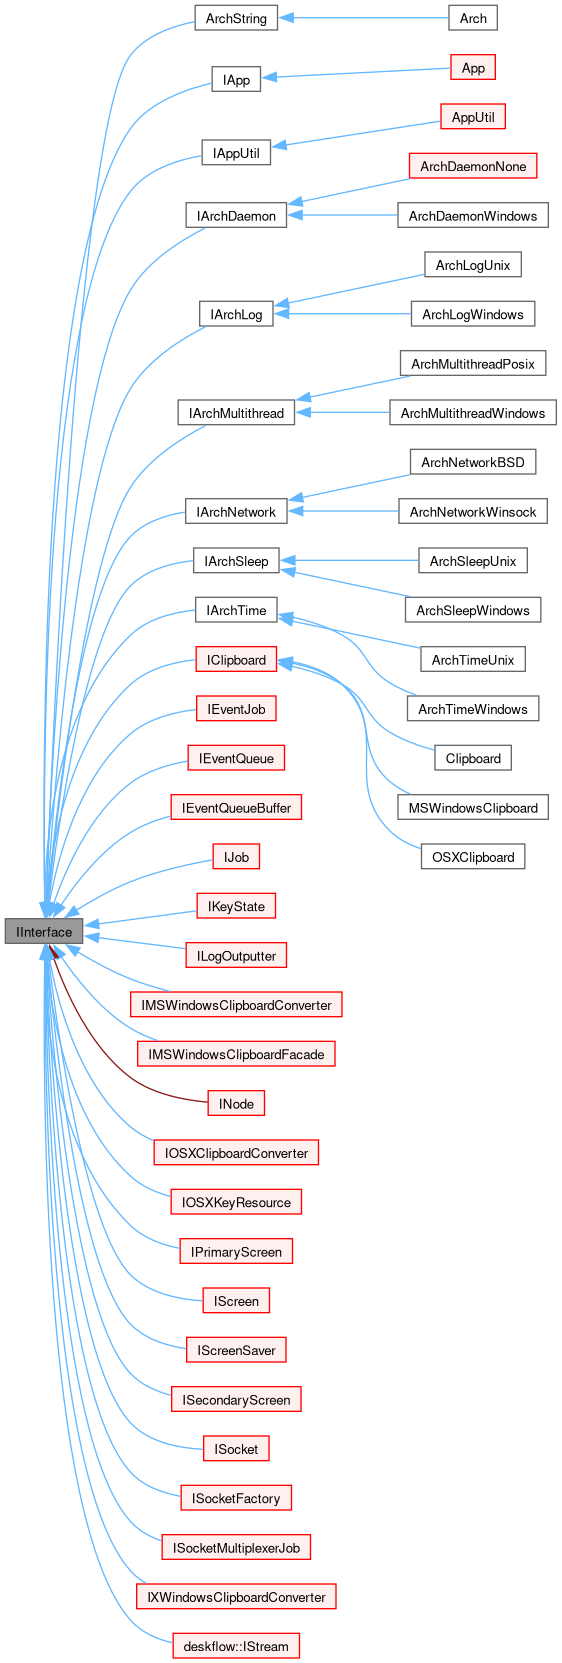 ArchString
Arch
IApp
App
IAppUtil
AppUtil
ArchDaemonNone
IArchDaemon
ArchDaemonWindows
ArchLogUnix
IArchLog
ArchLogWindows
ArchMultithreadPosix
IArchMultithread
ArchMultithreadWindows
ArchNetworkBSD
IArchNetwork
ArchNetworkWinsock
IArchSleep
ArchSleepUnix
ArchSleepWindows
IArchTime
ArchTimeUnix
IClipboard
ArchTimeWindows
IEventJob
Clipboard
IEventQueue
MSWindowsClipboard
IEventQueueBuffer
OSXClipboard
IJob
IKeyState
IInterface
ILogOutputter
IMSWindowsClipboardConverter
IMSWindowsClipboardFacade
INode
IOSXClipboardConverter
IOSXKeyResource
IPrimaryScreen
IScreen
IScreenSaver
ISecondaryScreen
ISocket
ISocketFactory
ISocketMultiplexerJob
IXWindowsClipboardConverter
deskflow::IStream